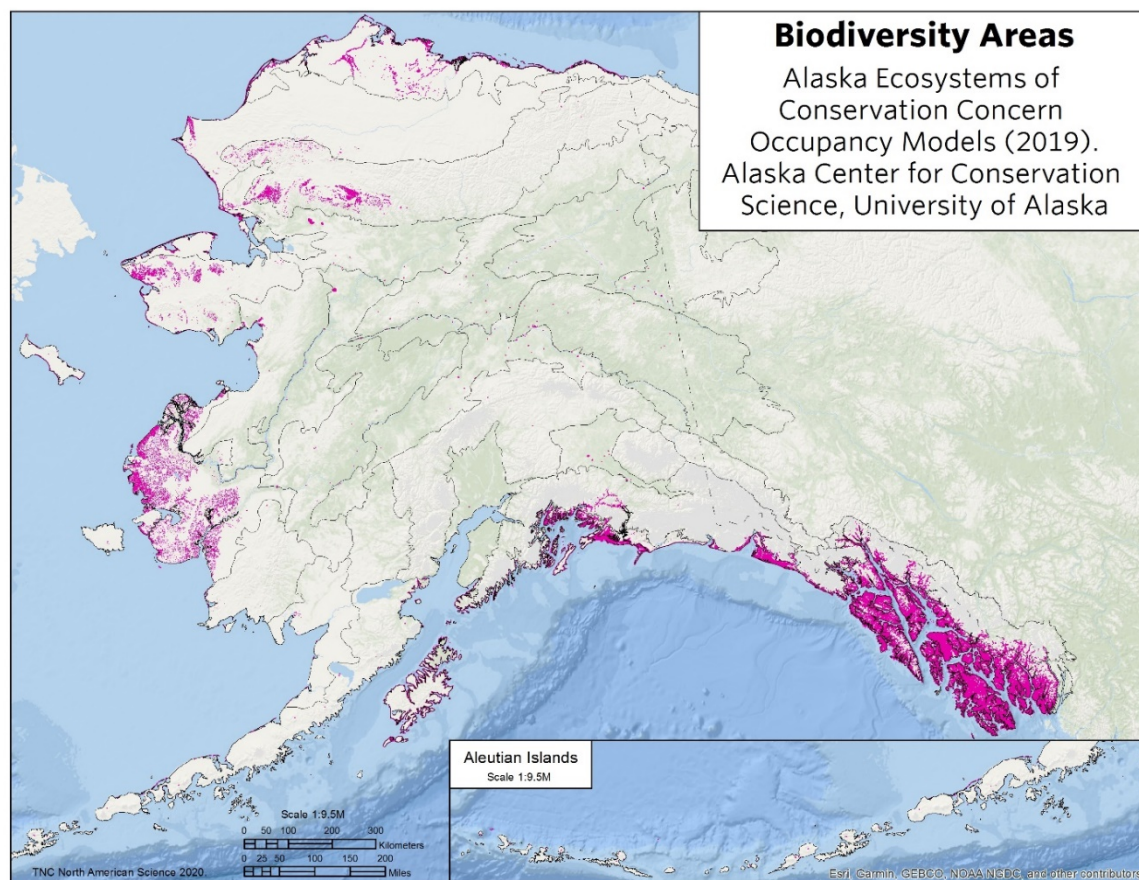 Biodiversity Areas
Alaska Ecosystems of
Conservation Concern
Occupancy Models (2019).
Alaska Center for Conservation
Science, University of Alaska
Aleutian Islands
Scale 1:9.5M
Scale 1:9.5M
0 50 100 200 300
Kilometers
0 25 50 100 150 200
Miles
TNC North American Science 2020.
Esri, Garmin, GEBCO, NOAA NGDC, and other contributors